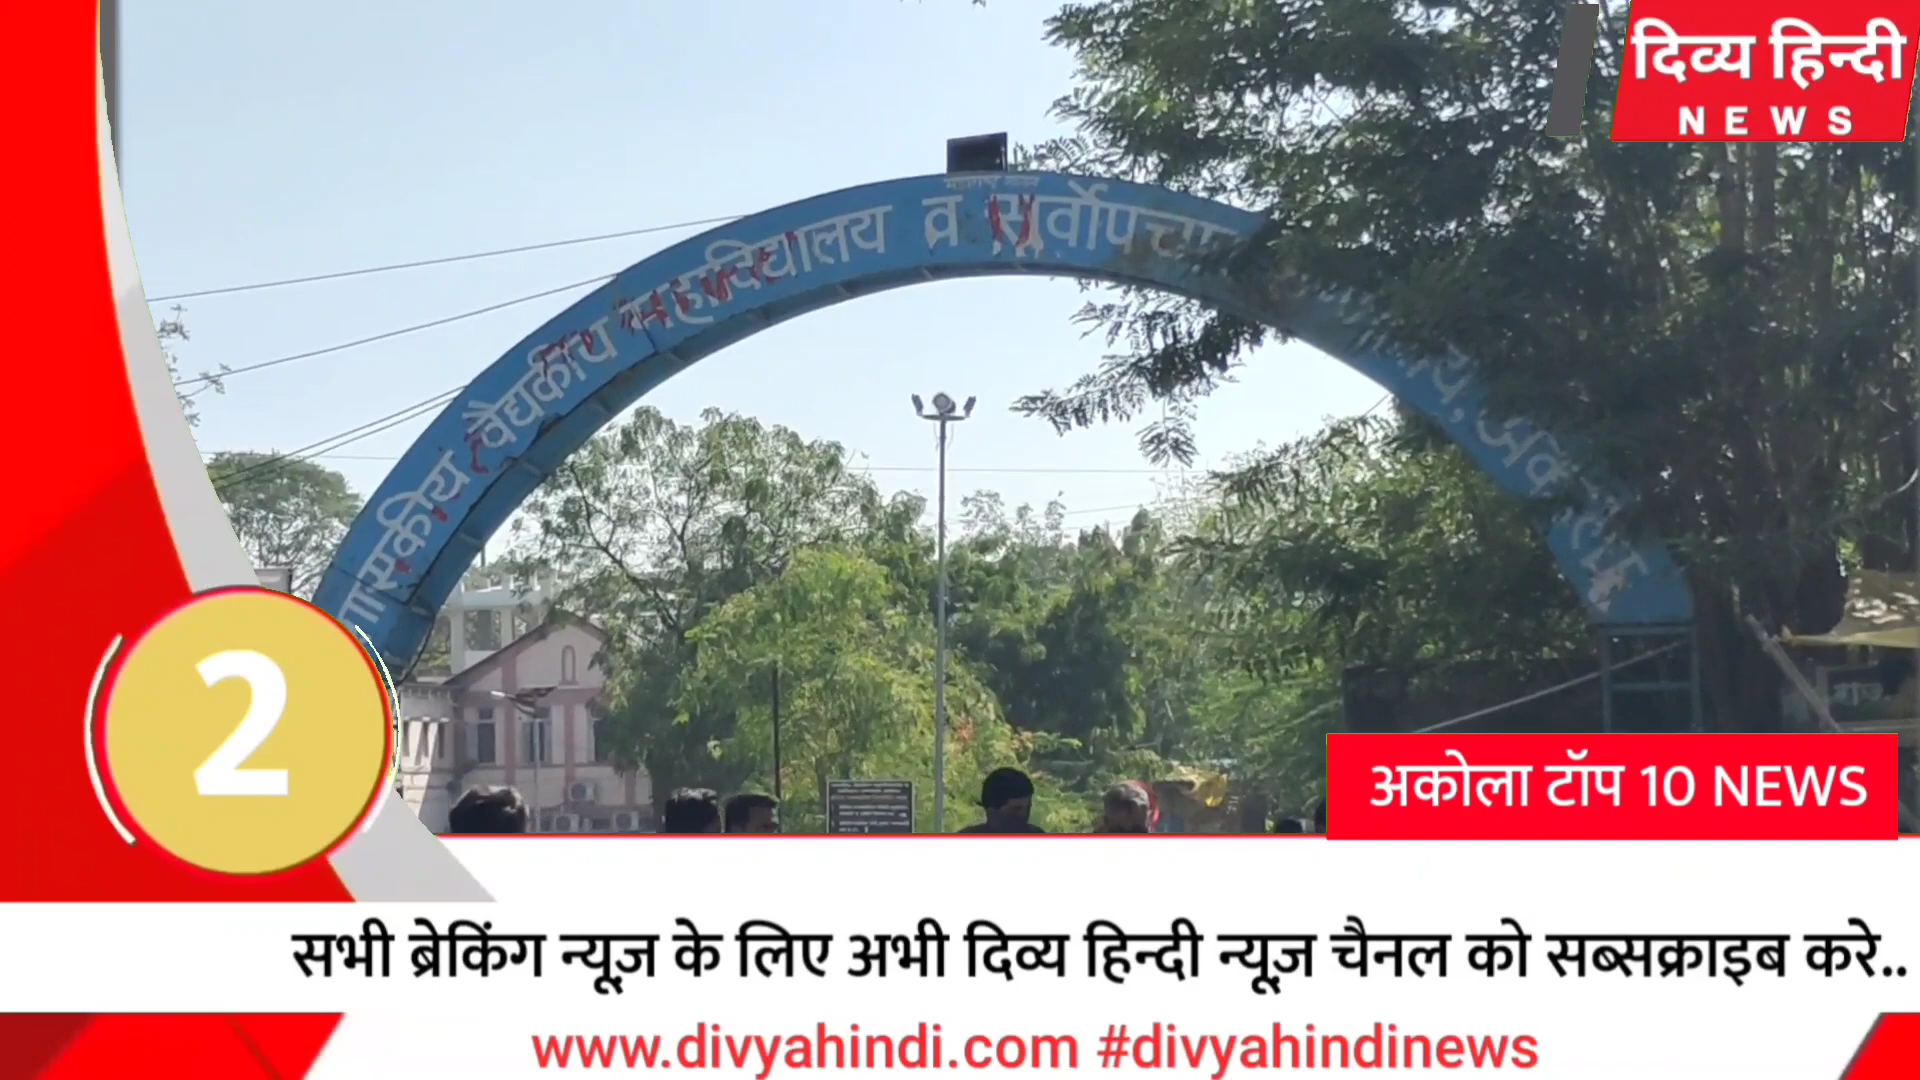 दिव्य हिन्दी
NEWS
वैद्यकीय महाविद्यालय व सर्वोपचार
2
अकोला टॉप 10 NEWS
सभी ब्रेकिंग न्यूज़ के लिए अभी दिव्य हिन्दी न्यूज़ चैनल को सब्सक्राइब करे..
www.divyahindi.com #divyahindinews